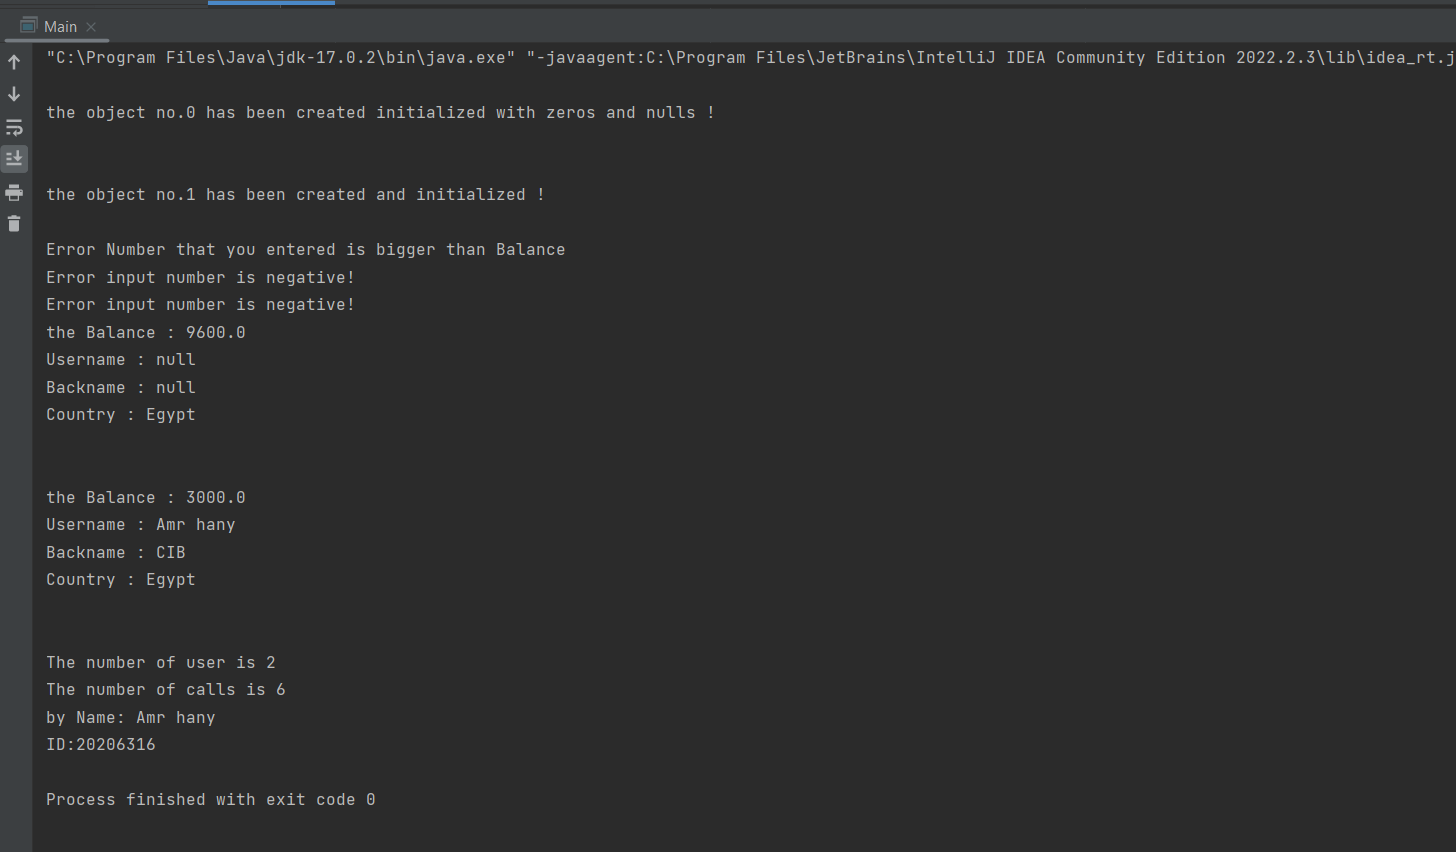 Main
"C:\Program Files\Java\jdk-17.0.2\bin\java.exe" "-javaagent:C:\Program Files\JetBrains\IntelliJ IDEA Community Edition 2022.2.3\lib\idea_rt.j
the object no.0 has been created initialized with zeros and nulls !
the object no.1 has been created and initialized !
Error Number that you entered is bigger than Balance
Error input number is negative!
Error input number is negative!
the Balance : 9600.0
Username : null
Backname : null
Country : Egypt
the Balance : 3000.0
Username : Amr hany
Backname : CIB
Country : Egypt
The number of user is 2
The number of calls is 6
by Name: Amr hany
ID:20206316
Process finished with exit code 0